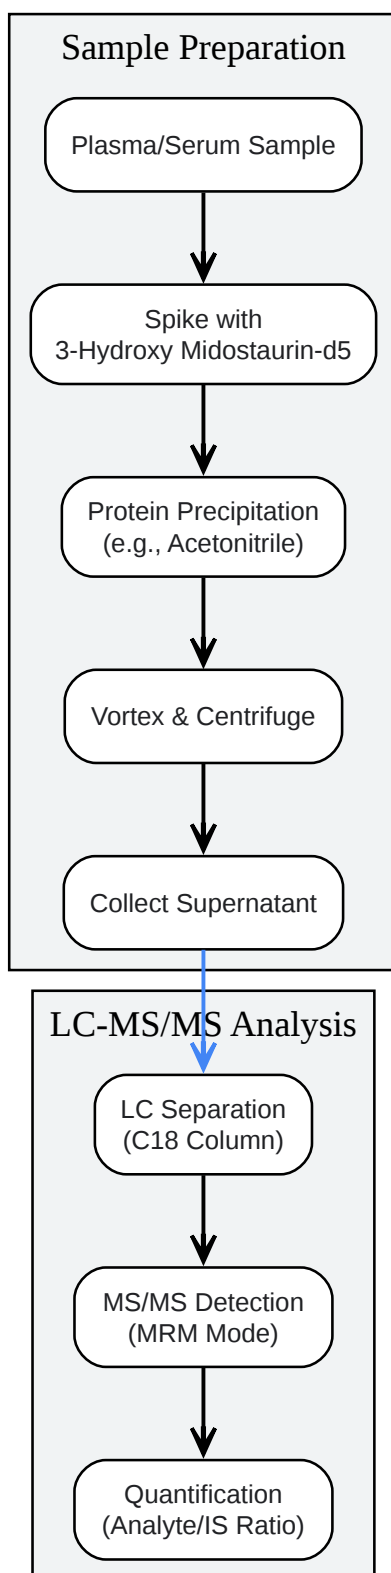 Sample Preparation
Plasma/Serum Sample
Spike with
3-Hydroxy Midostaurin-d5
Protein Precipitation
(e.g., Acetonitrile)
Vortex & Centrifuge
Collect Supernatant
LC-MS/MS Analysis
LC Separation
(C18 Column)
MS/MS Detection
(MRM Mode)
Quantification
(Analyte/IS Ratio)